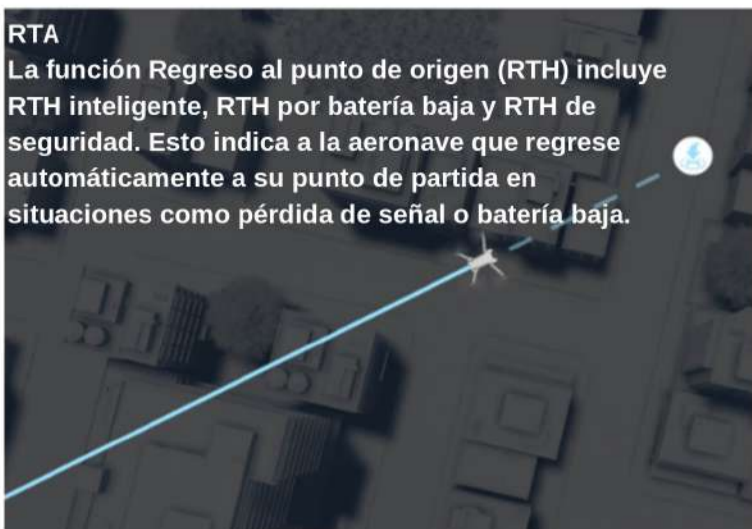 RTA
La función Regreso al punto de origen (RTH) incluye
RTH inteligente, RTH por batería baja y RTH de
seguridad. Esto indica a la aeronave que regrese
automáticamente a su punto de partida en
situaciones como pérdida de señal o batería baja.